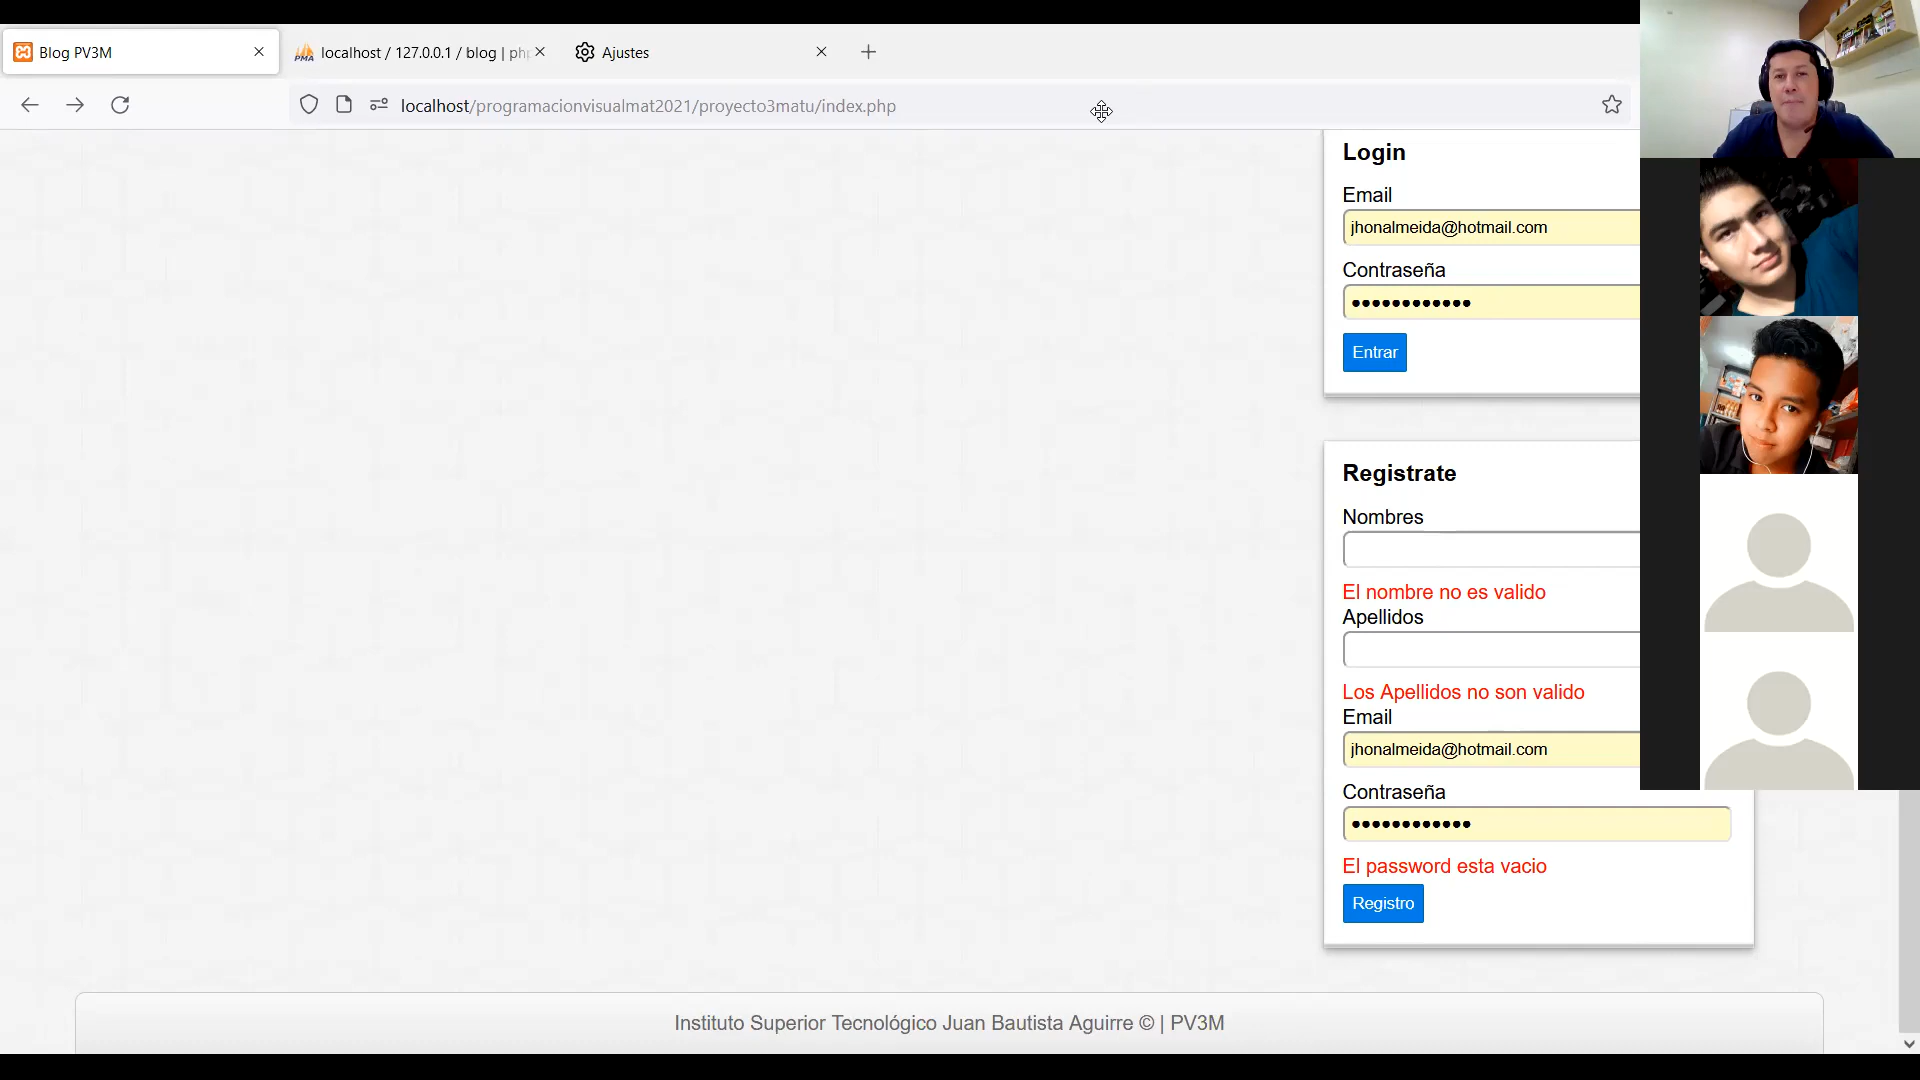 Blog PV3M
localhost / 127.0.0.1 / blog | php
Ajustes
localhost/programacionvisualmat2021/proyecto3matu/index.php
Login
Email
jhonalmeida@hotmail.com
Contraseña
Entrar
Registrate
Nombres
El nombre no es valido
Apellidos
Los Apellidos no son valido
Email
jhonalmeida@hotmail.com
Contraseña
El password esta vacio
Registro
Instituto Superior Tecnológico Juan Bautista Aguirre © | PV3M